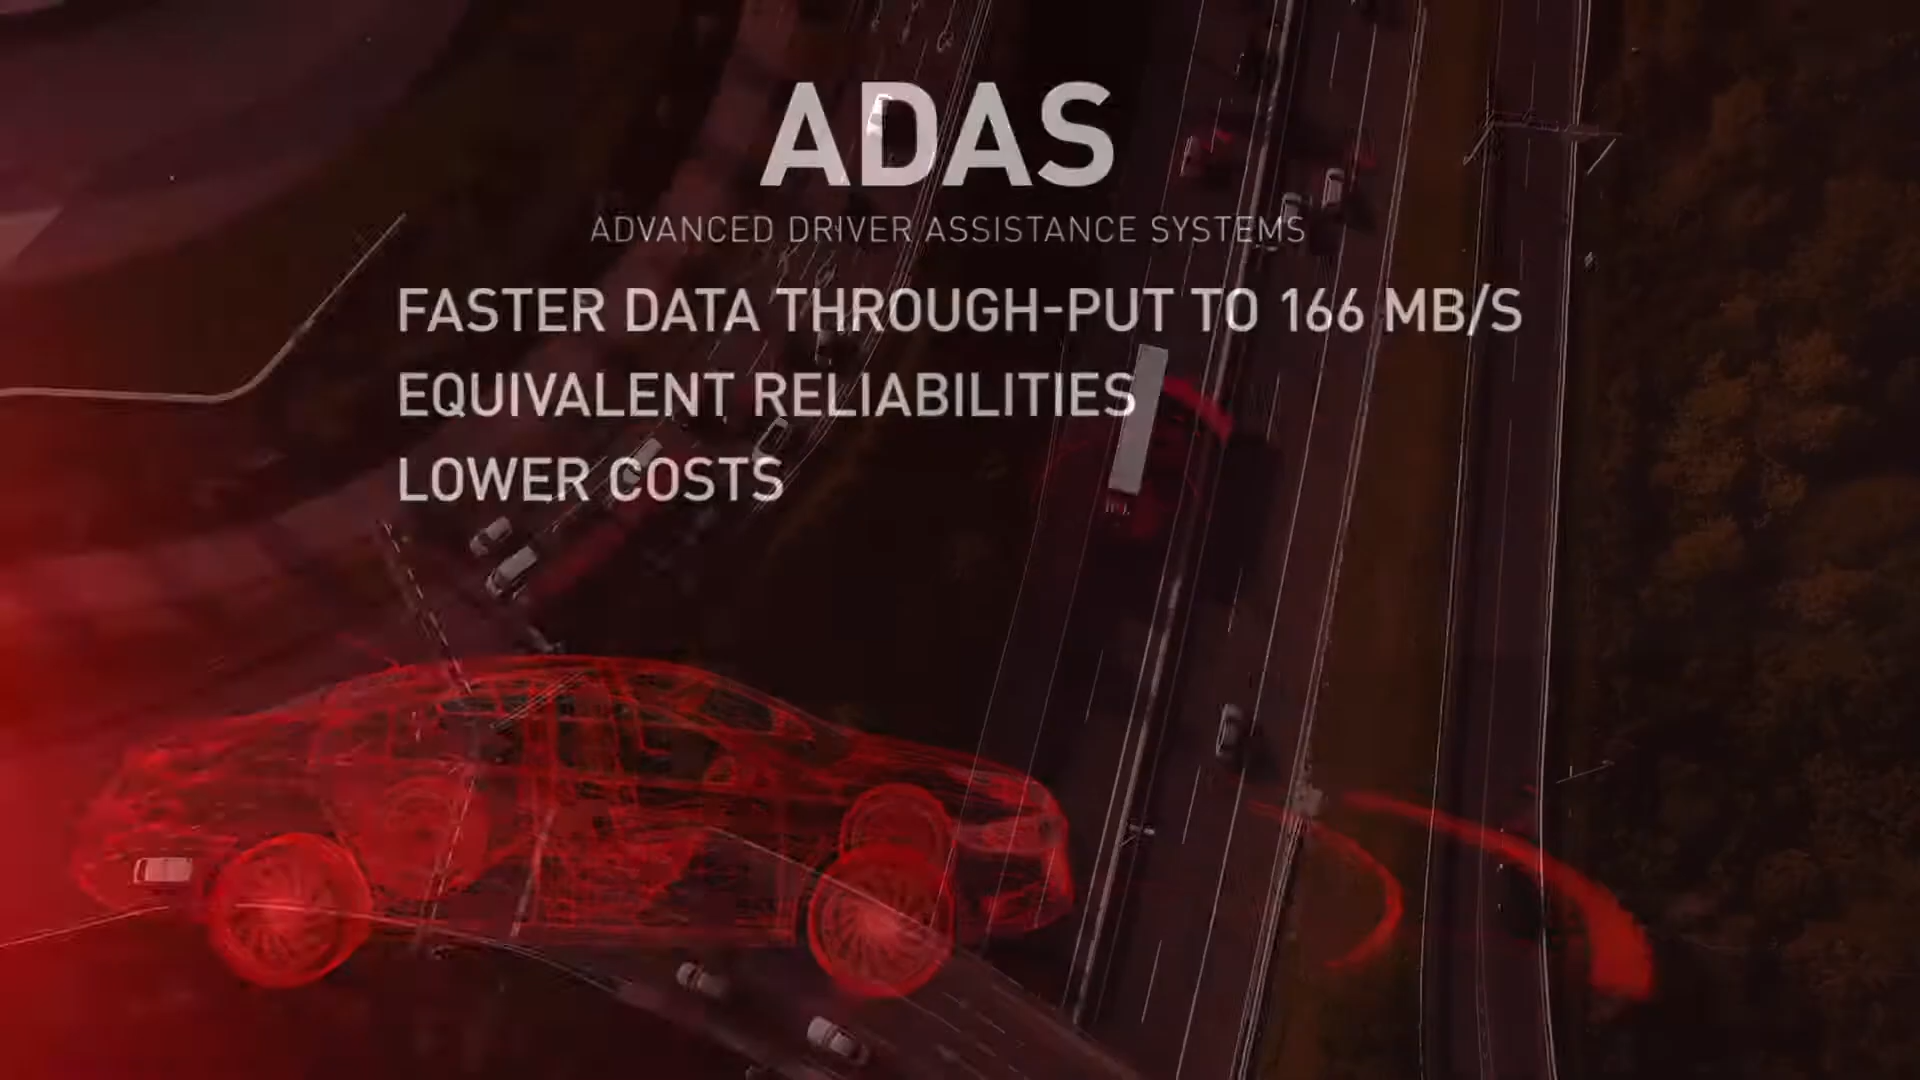 ADAS
ADVANCED DRIVER ASSISTANCE SYSTEMS
FASTER DATA THROUGH-PUT TO 166 MB/S
EQUIVALENT RELIABILITIES
LOWER COSTS